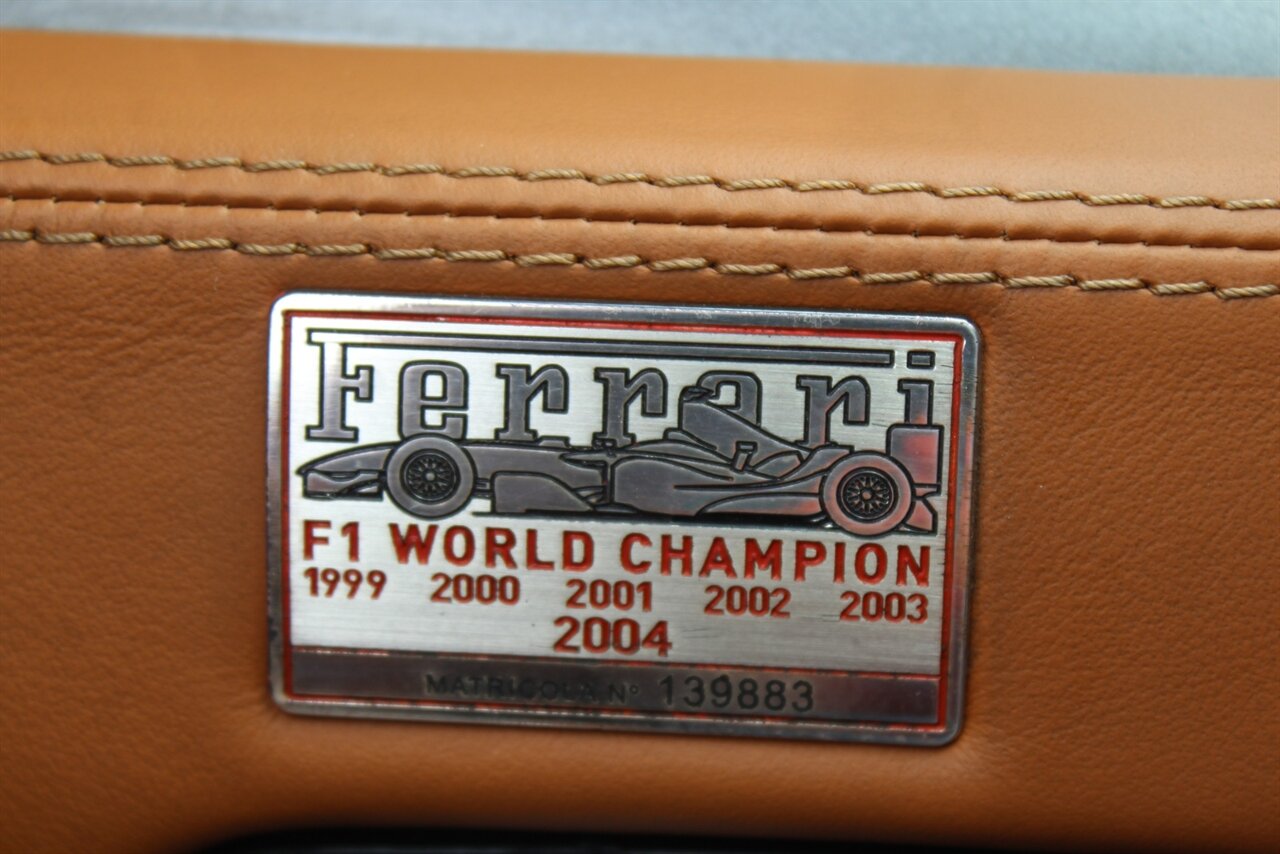 Ferrari
F1 WORLD CHAMPION
1999 2000 2001 2002 2003
2004
MATRICOLA N° 139883